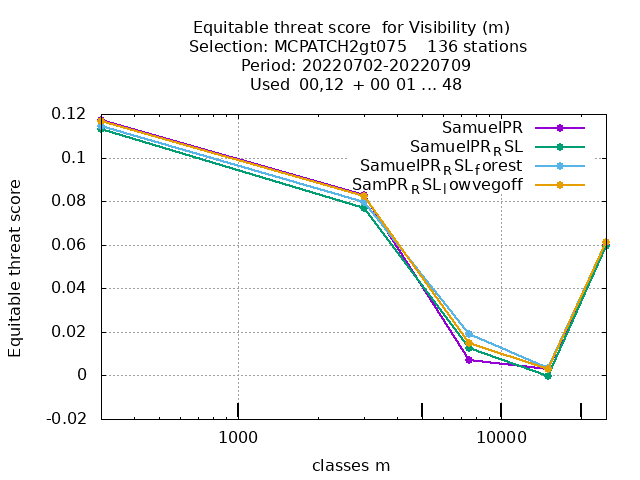 Equitable threat score  for Visibility (m)
Selection: MCPATCH2gt075    136 stations
Period: 20220702-20220709
Used  00,12  + 00 01 ... 48
0.12
0.1
0.08
0.06
0.04
0.02
0
-0.02
Equitable threat score
SamuelPR
SamuelPR_RSL
SamuelPR_RSL_forest
SamPR_RSL_lowvegoff
1000
10000
classes m